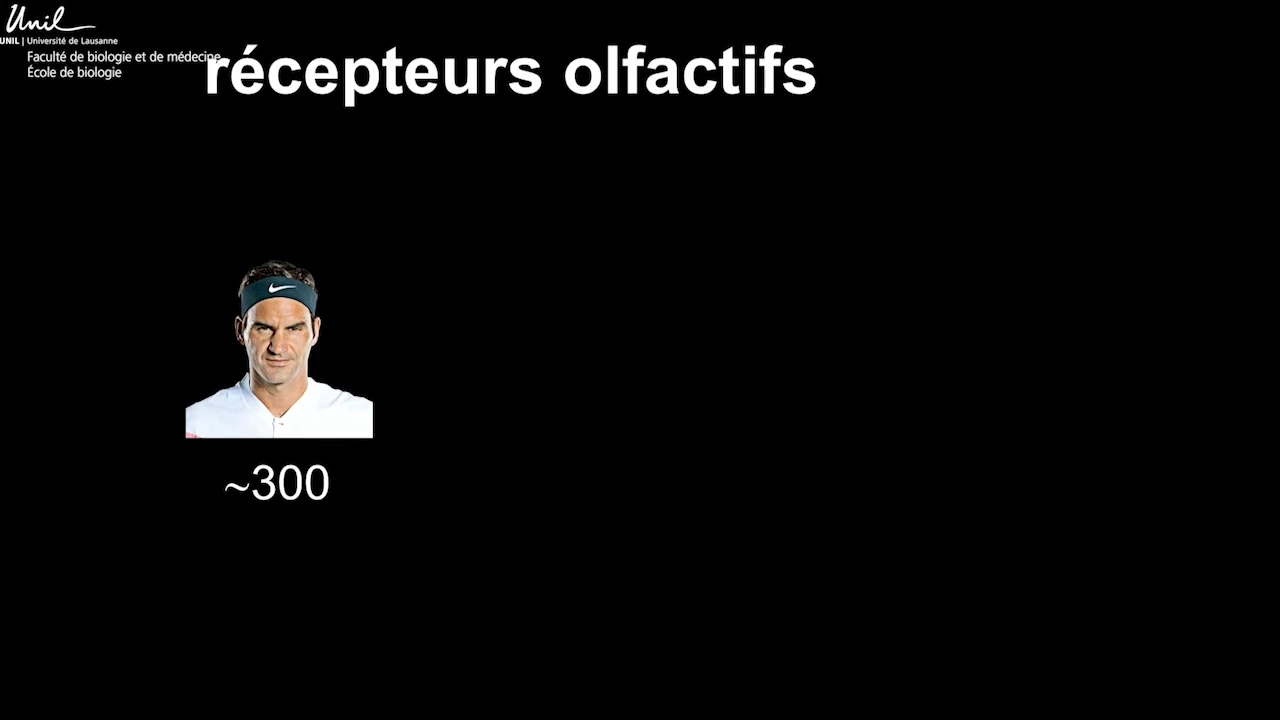 Unil
UNIL | Université de Lausanne
Faculté de biologie et de médecine
École de biologie
récepteurs olfactifs
~300